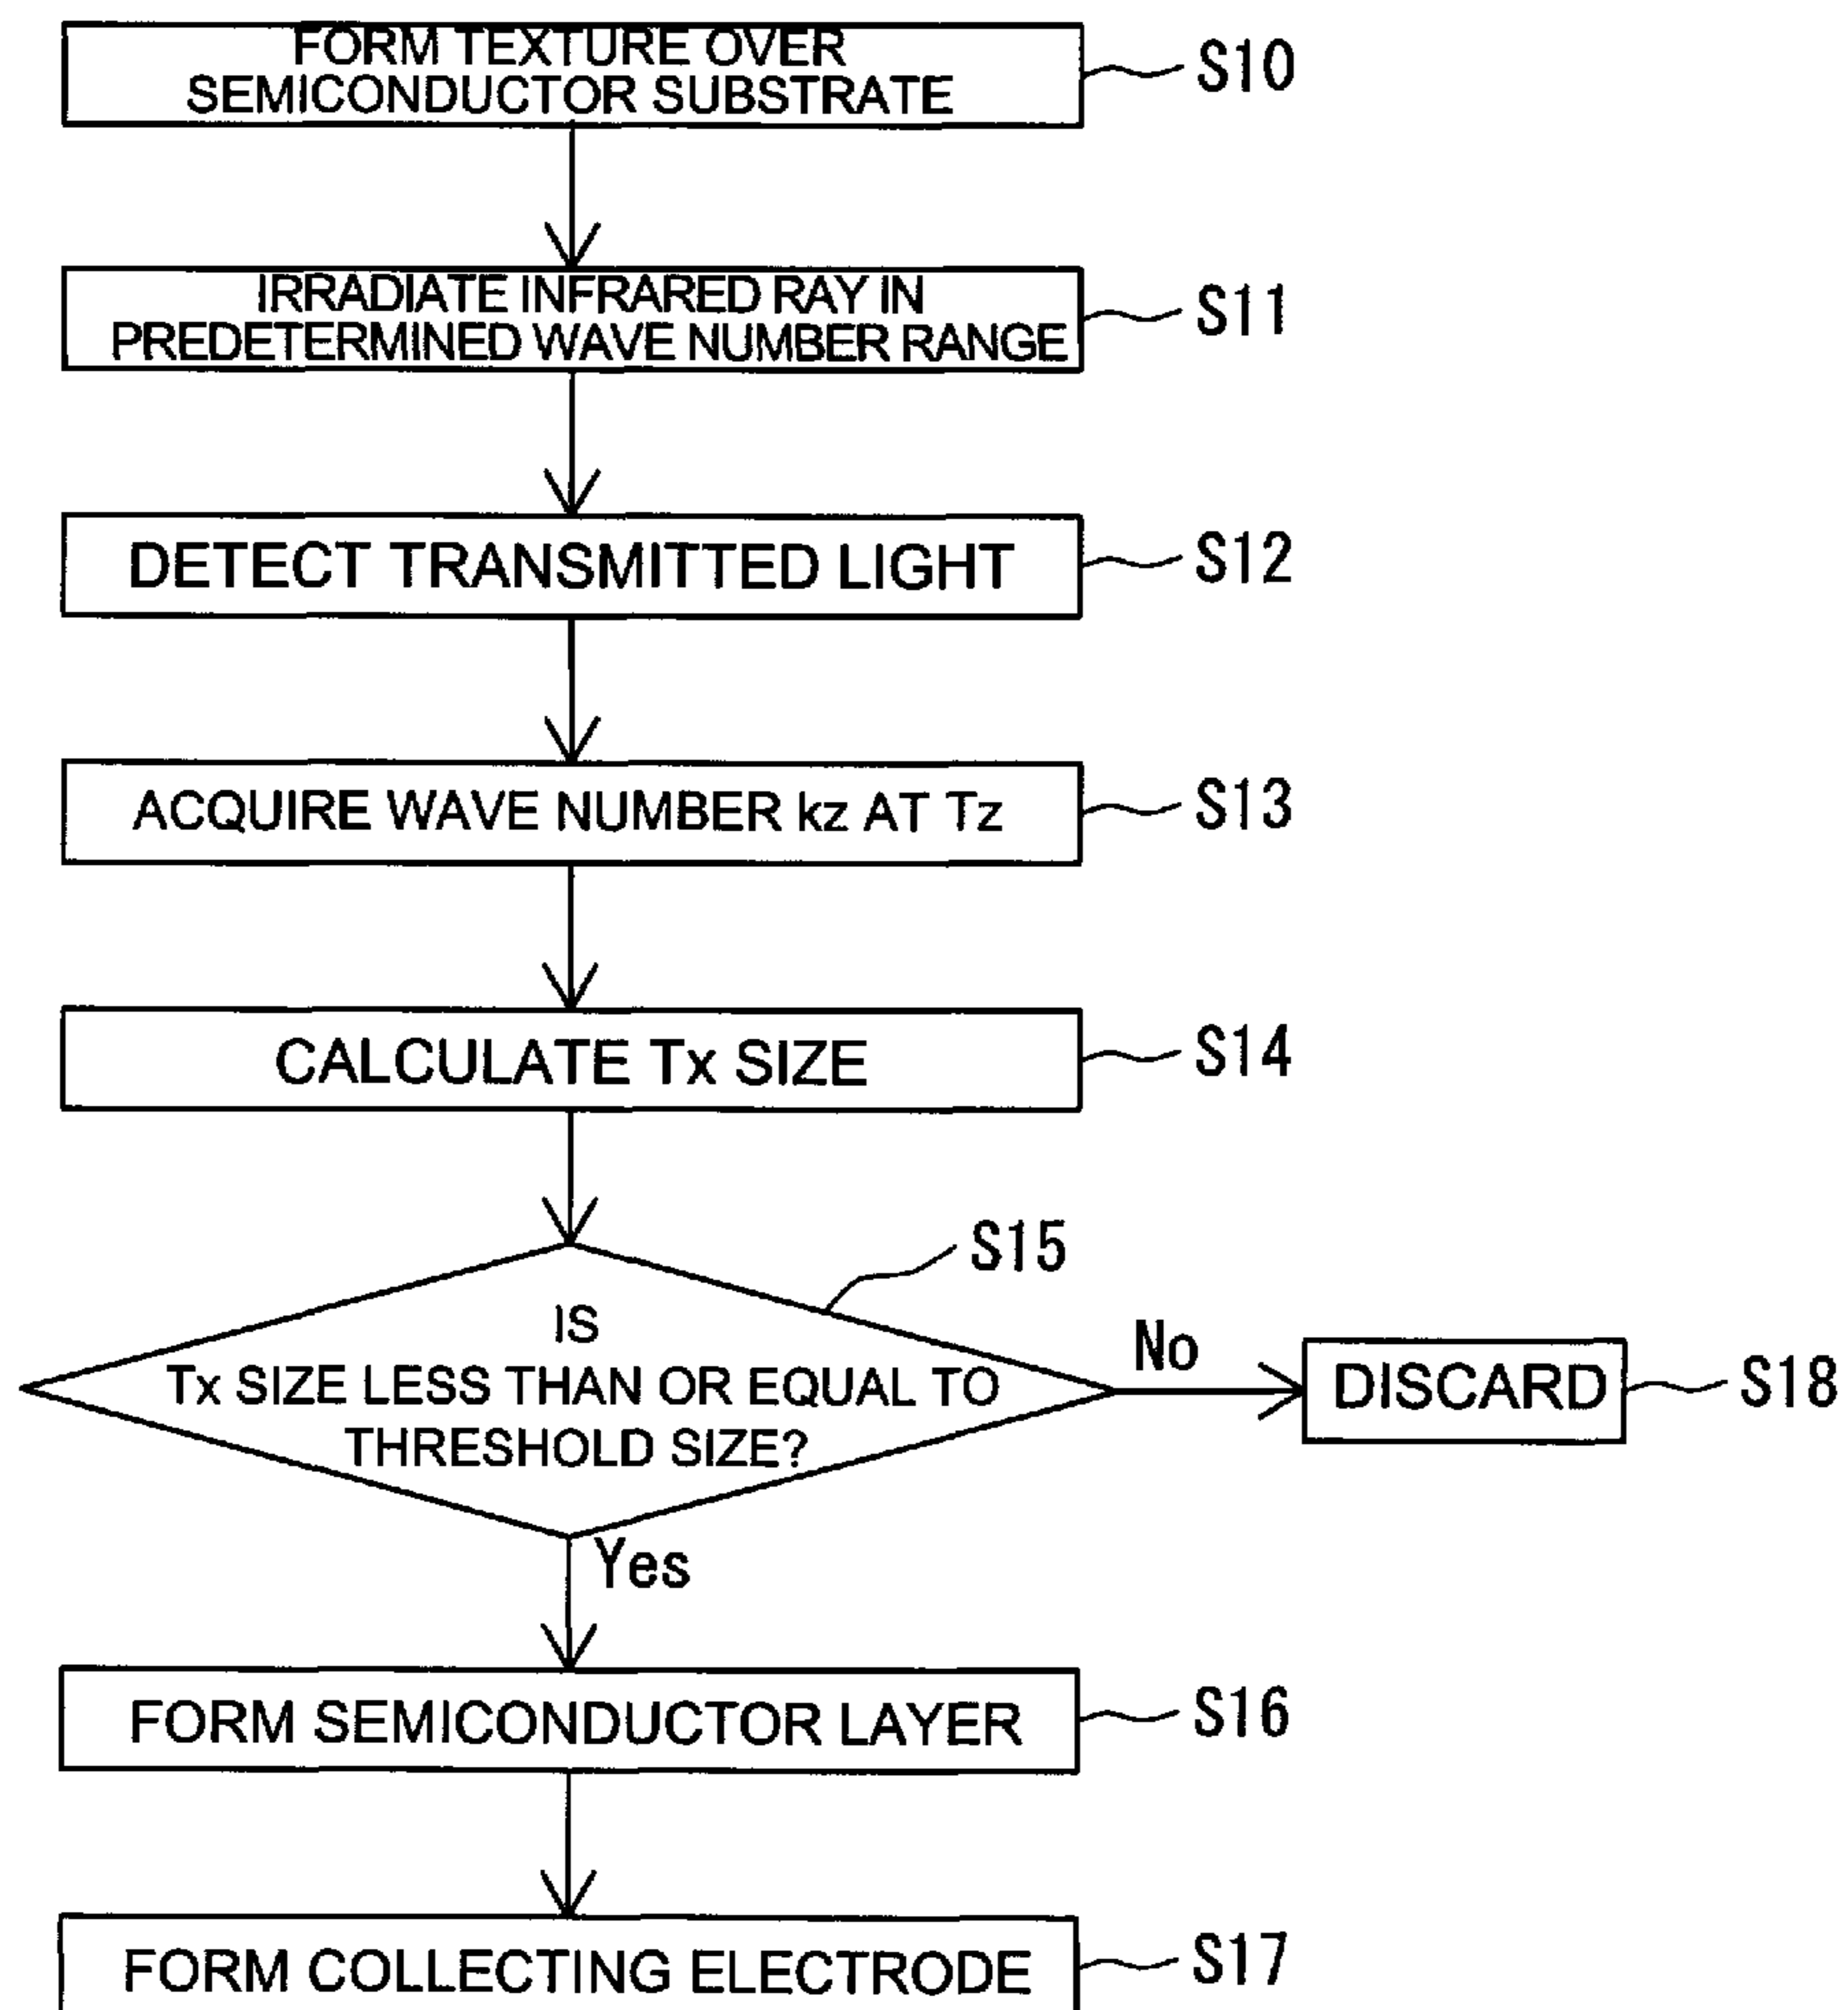 FORM TEXTURE OVER
SEMICONDUCTOR SUBSTRATE
S10
IRRADIATE INFRARED RAY IN
PREDETERMINED WAVE NUMBER RANGE
S11
DETECT TRANSMITTED LIGHT
S12
ACQUIRE WAVE NUMBER kz AT Tz
S13
CALCULATE Tx SIZE
S14
S15
IS
Tx SIZE LESS THAN OR EQUAL TO
THRESHOLD SIZE?
No
DISCARD
S18
Yes
FORM SEMICONDUCTOR LAYER
S16
FORM COLLECTING ELECTRODE
S17